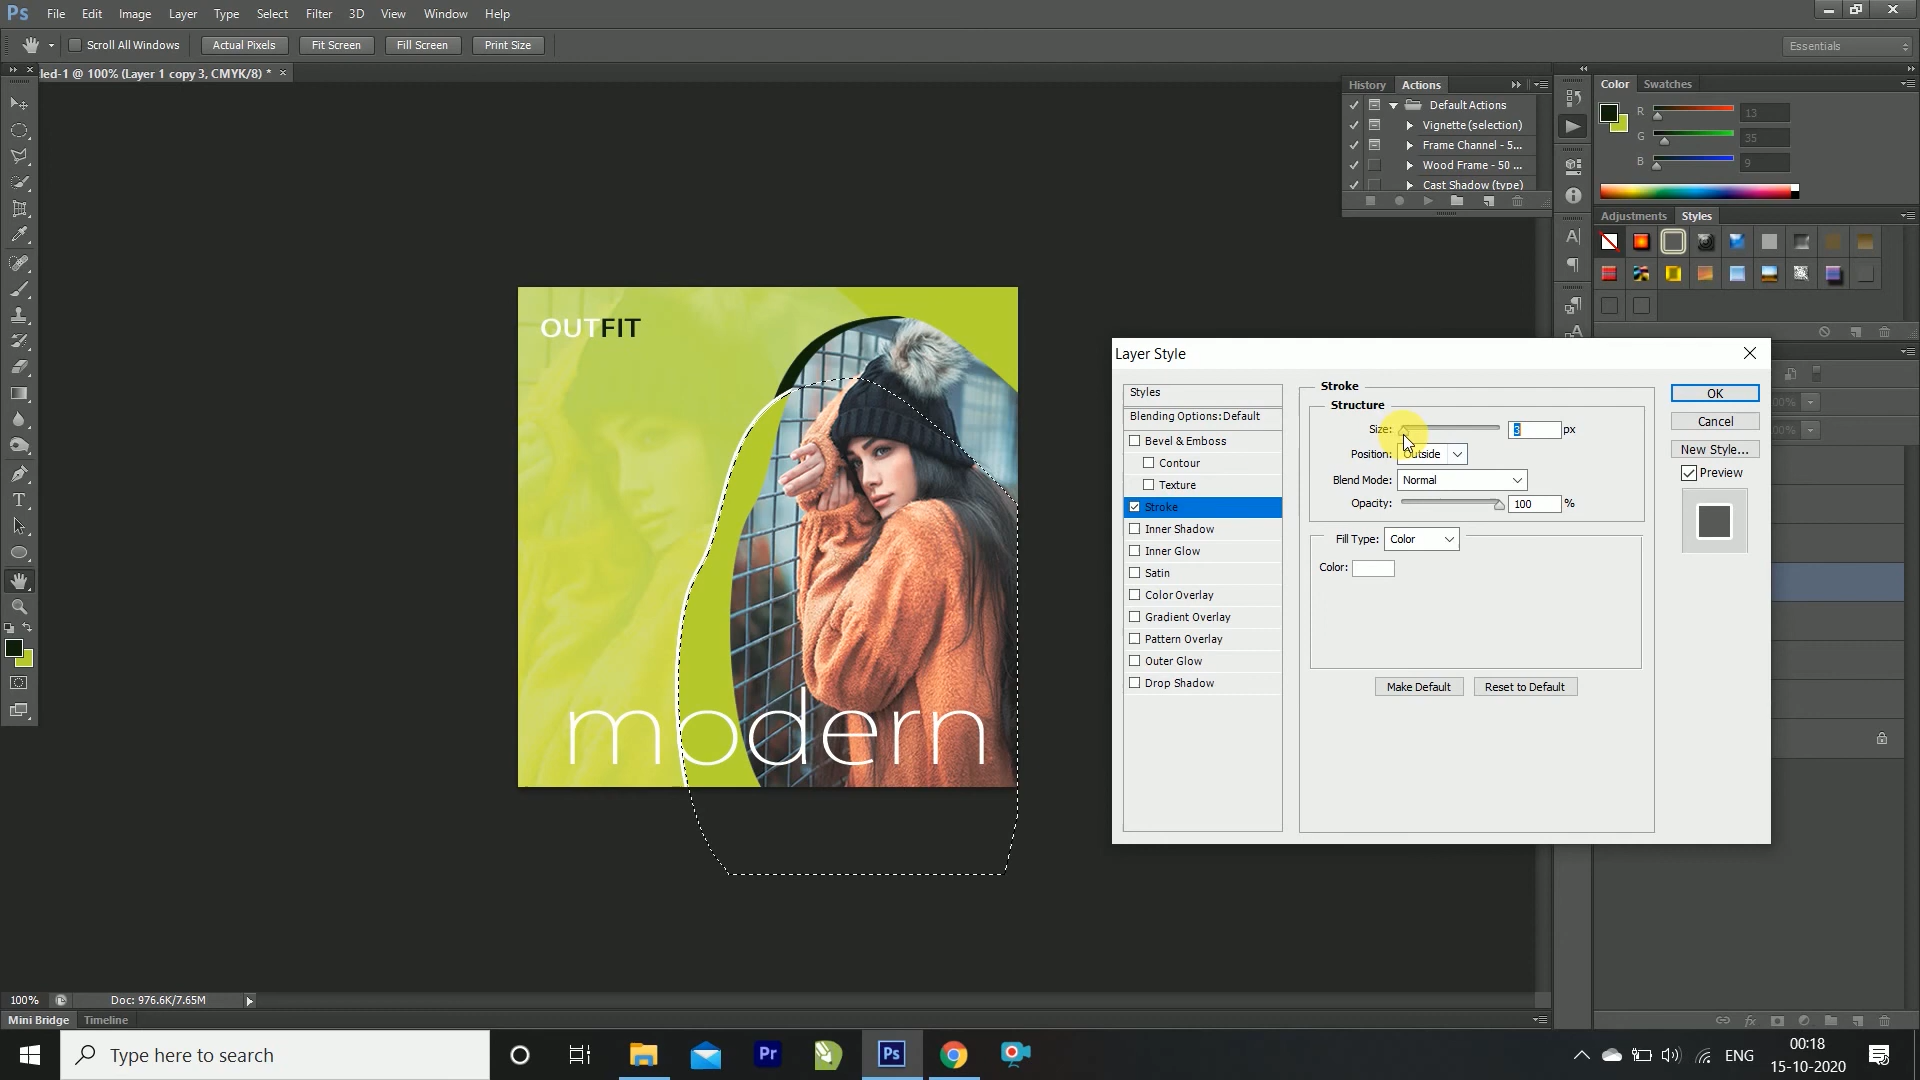 Ps File Edit Image Layer Type Select Filter 3D View Window Help
Scroll All Windows Actual Pixels Fit Screen Fill Screen Print Size Essentials
led-1 @ 100% (Layer 1 copy 3, CMYK/8) * ×
History Actions
Default Actions
Vignette (selection)
Frame Channel - 5...
Wood Frame - 50 ...
Cast Shadow (type)
Color Swatches
R 13
G 35
B 9
Adjustments Styles
OUTFIT
modern
Layer Style
Styles
Blending Options: Default
Bevel & Emboss
Contour
Texture
Stroke
Inner Shadow
Inner Glow
Satin
Color Overlay
Gradient Overlay
Pattern Overlay
Outer Glow
Drop Shadow
Stroke
Structure
Size: 3 px
Position: Outside
Blend Mode: Normal
Opacity: 100 %
Fill Type: Color
Color:
Make Default Reset to Default
OK
Cancel
New Style...
Preview
100% Doc: 976.6K/7.65M
Mini Bridge Timeline
Type here to search
Pr Ps
ENG
00:18
15-10-2020